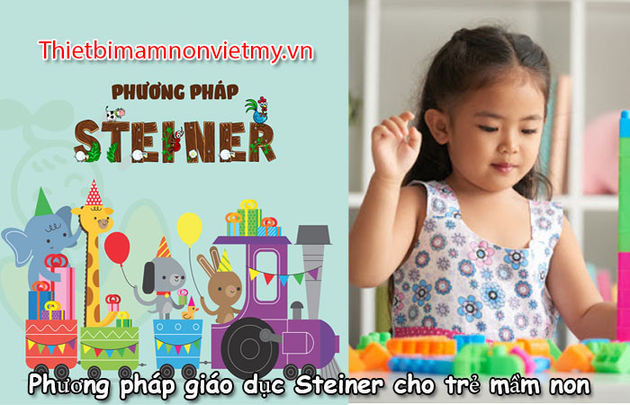 Thietbimamnonvietmy.vn
PHƯƠNG PHÁP
STEINER
Phương pháp giáo dục Steiner cho trẻ mầm non